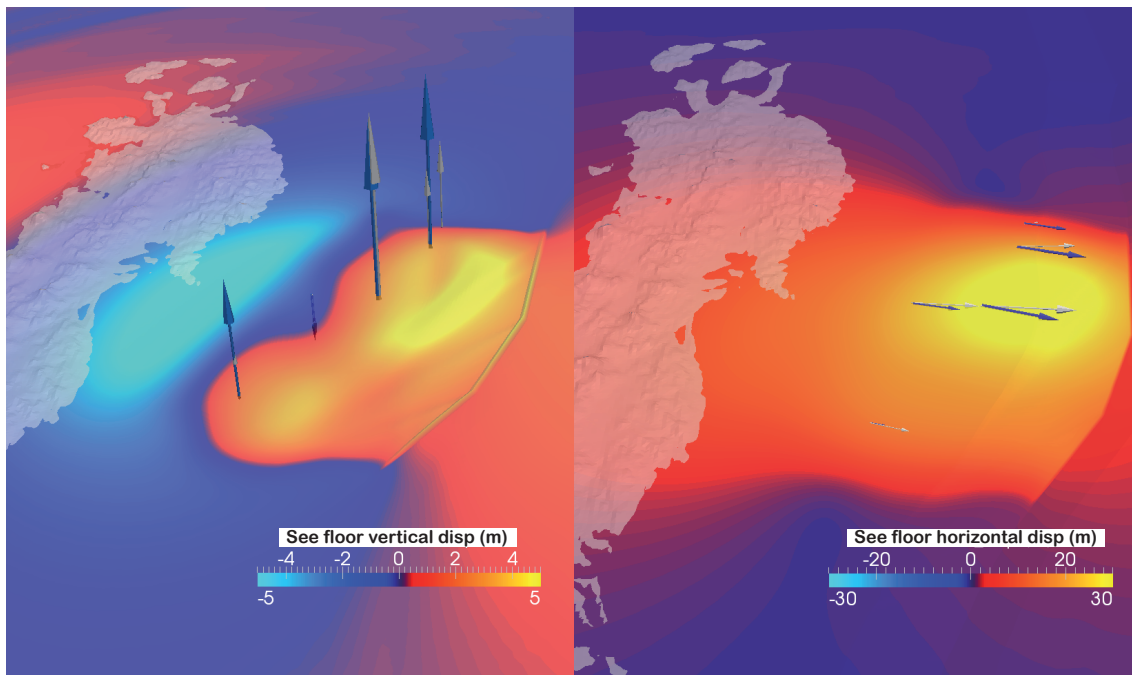 See floor vertical disp (m)
-4 -2 0 2 4
-5 5
See floor horizontal disp (m)
-20 0 20
-30 30